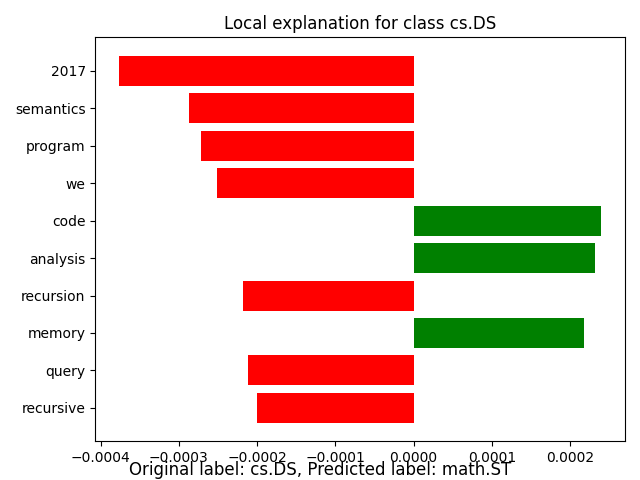 Local explanation for class cs.DS
2017
semantics
program
we
code
analysis
recursion
memory
query
recursive
−0.0004 −0.0003 −0.0002 −0.0001 0.0000 0.0001 0.0002
Original label: cs.DS, Predicted label: math.ST